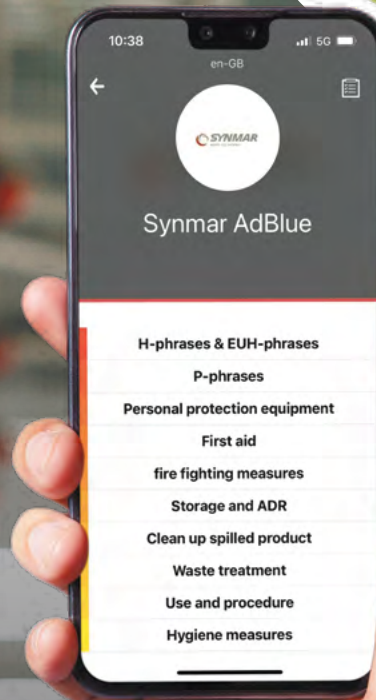 10:38
5G
en-GB
SYNMAR
Synmar AdBlue
H-phrases & EUH-phrases
P-phrases
Personal protection equipment
First aid
fire fighting measures
Storage and ADR
Clean up spilled product
Waste treatment
Use and procedure
Hygiene measures